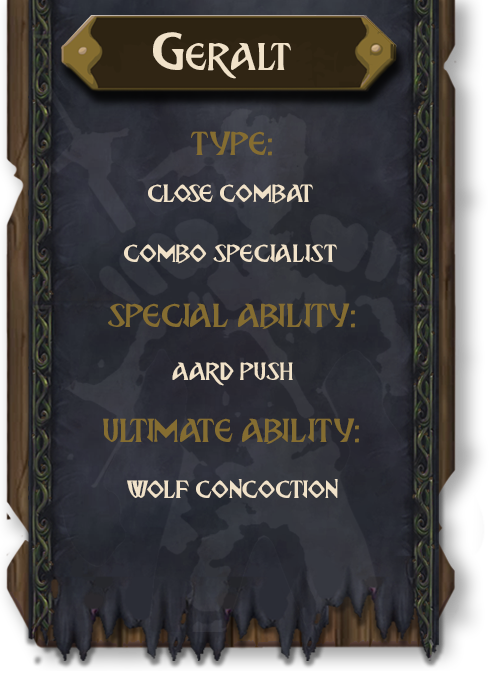 Geralt
TYPE:
CLOSE COMBAT
COMBO SPECIALIST
SPECIAL ABILITY:
AARD PUSH
ULTIMATE ABILITY:
WOLF CONCOCTION